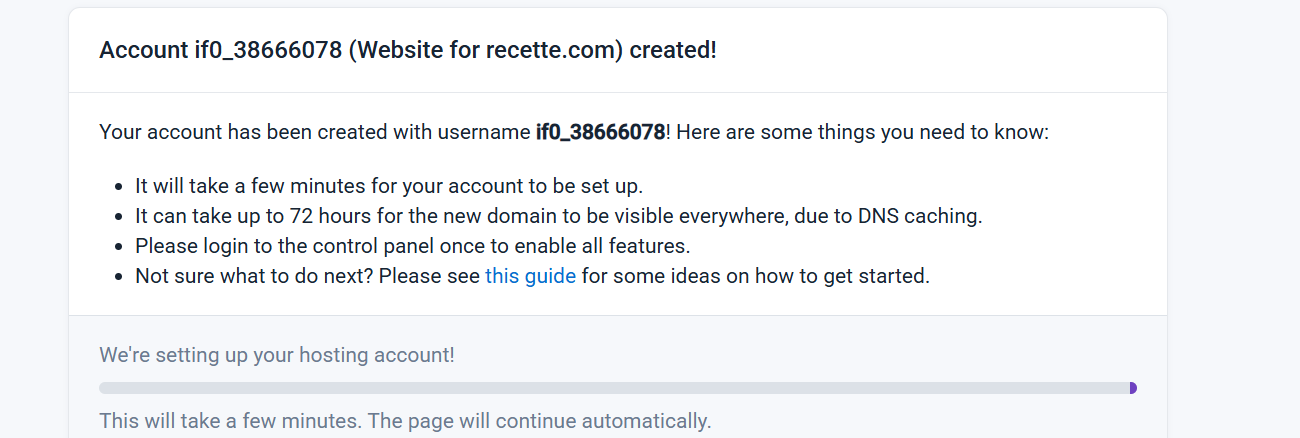 Account if0_38666078 (Website for recette.com) created!
Your account has been created with username if0_38666078! Here are some things you need to know:
It will take a few minutes for your account to be set up.
It can take up to 72 hours for the new domain to be visible everywhere, due to DNS caching.
Please login to the control panel once to enable all features.
Not sure what to do next? Please see this guide for some ideas on how to get started.
We're setting up your hosting account!
This will take a few minutes. The page will continue automatically.